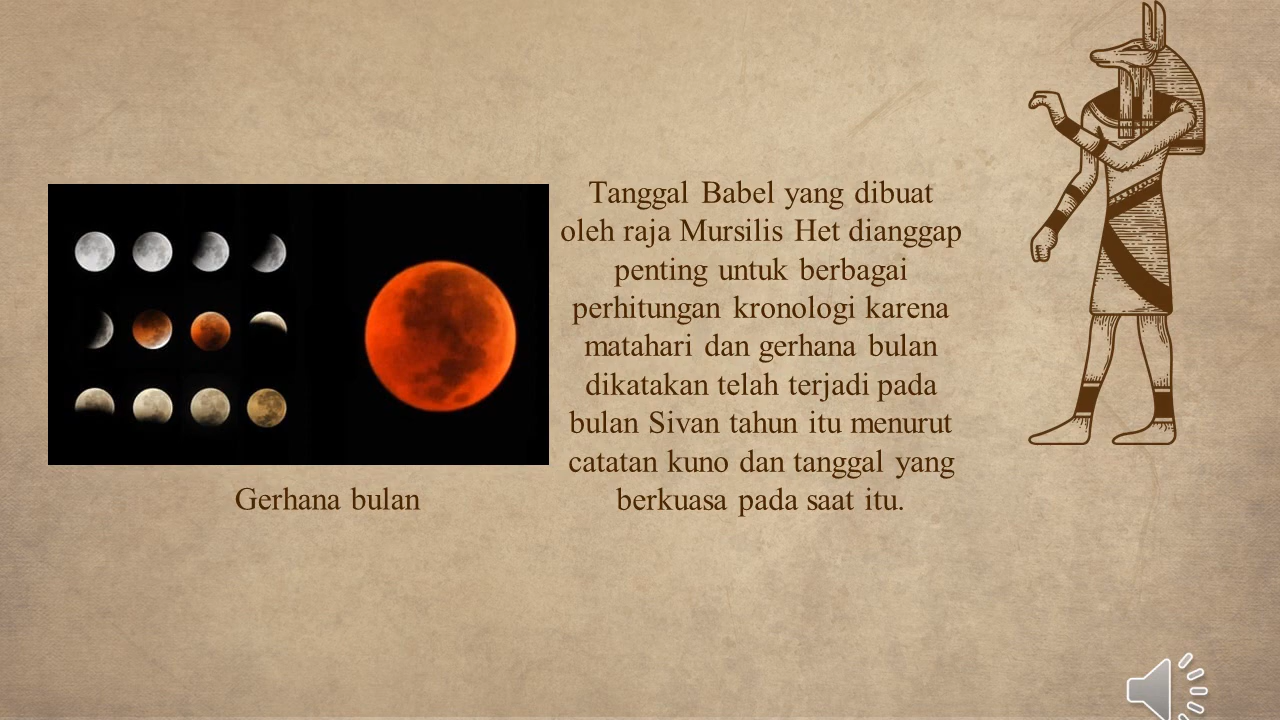 Tanggal Babel yang dibuat
oleh raja Mursilis Het dianggap
penting untuk berbagai
perhitungan kronologi karena
matahari dan gerhana bulan
dikatakan telah terjadi pada
bulan Sivan tahun itu menurut
catatan kuno dan tanggal yang
berkuasa pada saat itu.
Gerhana bulan